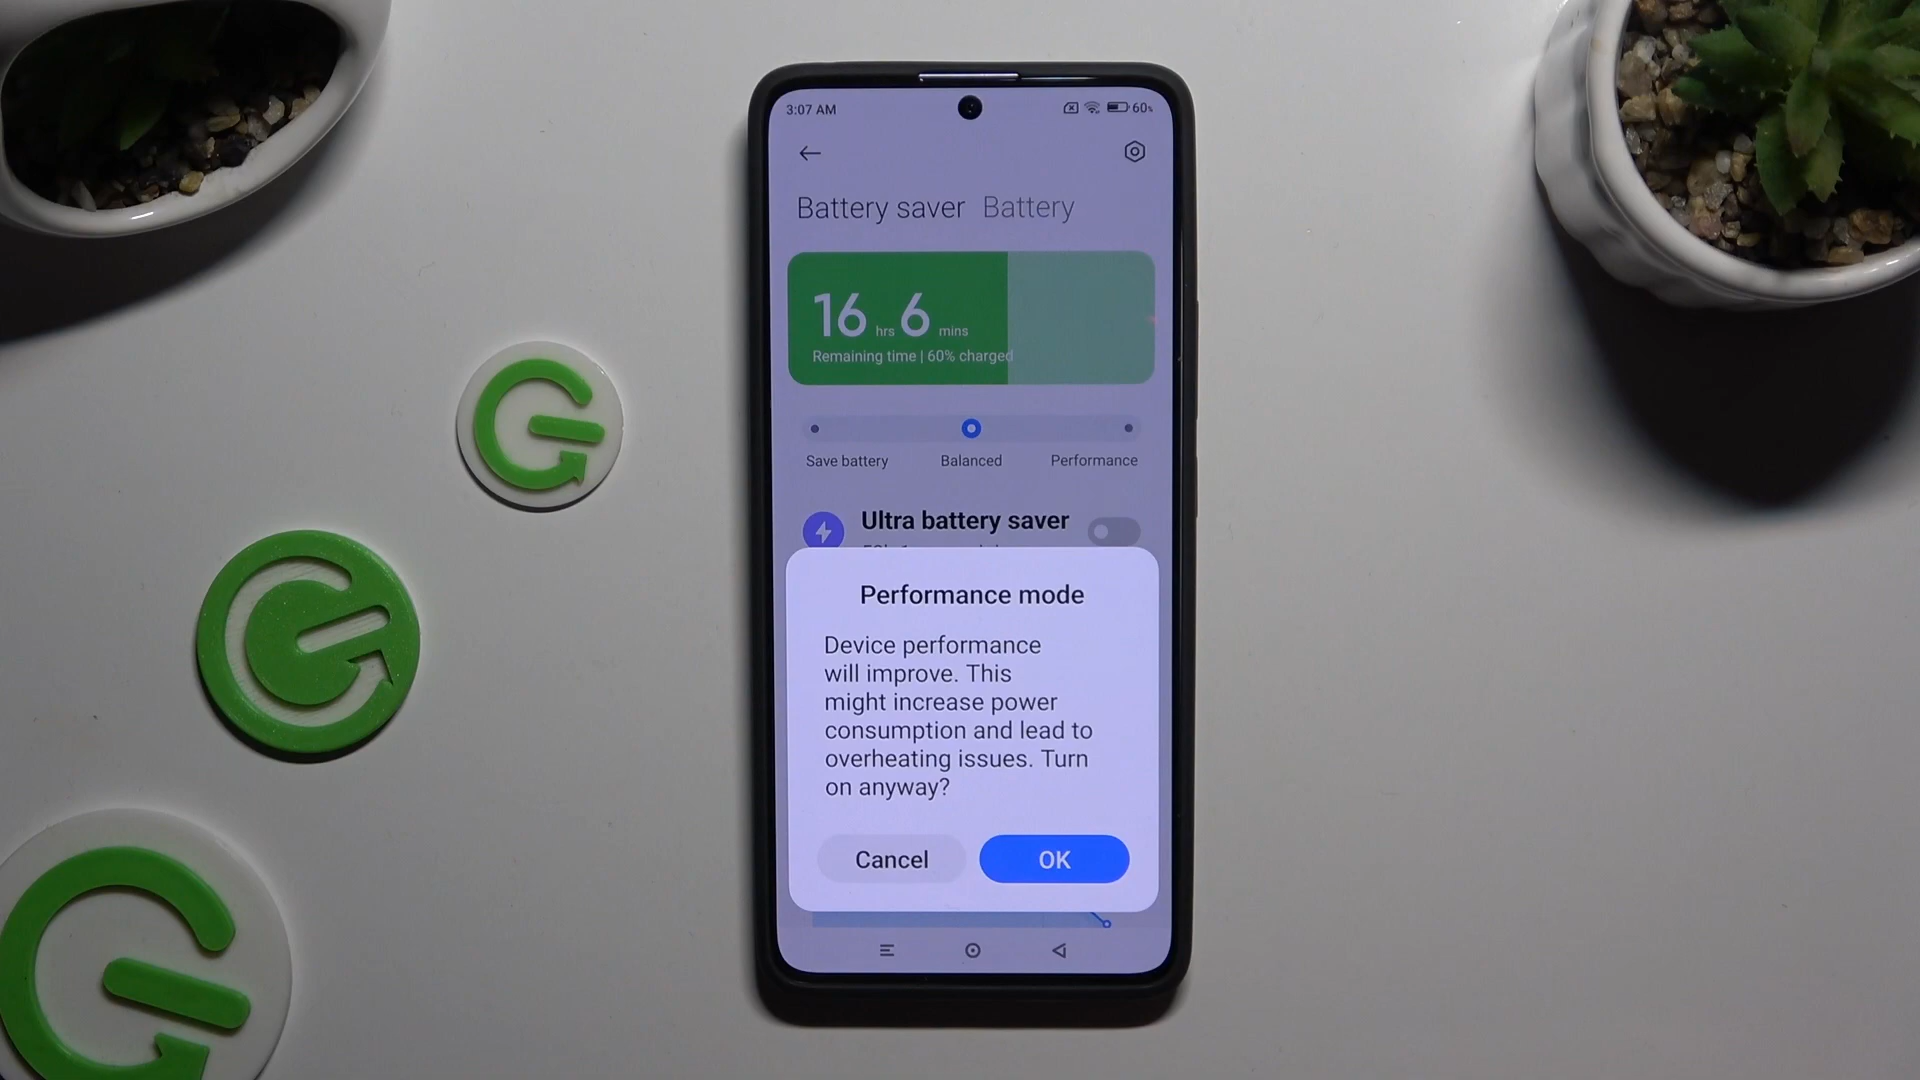 3:07 AM
60%
Battery saver Battery
16 hrs 6 mins
Remaining time | 60% charged
Save battery Balanced Performance
Ultra battery saver
Performance mode
Device performance
will improve. This
might increase power
consumption and lead to
overheating issues. Turn
on anyway?
Cancel OK